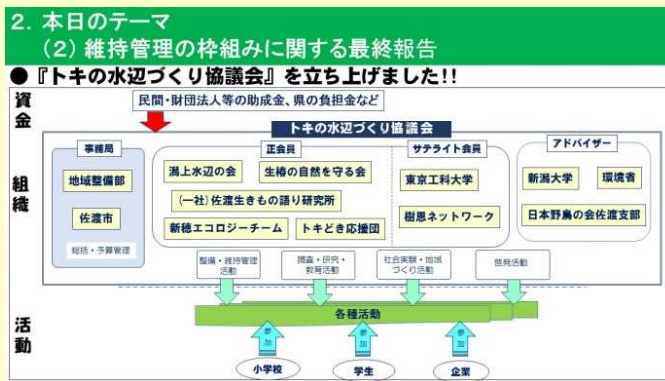 2. 本日のテーマ
(2) 維持管理の枠組みに関する最終報告
●『トキの水辺づくり協議会』を立ち上げました!!
資金
民間・財団法人等の助成金、県の負担金など
トキの水辺づくり協議会
組織
事務局
地域整備部
佐渡市
総括・予算管理
正会員
潟上水辺の会
生椿の自然を守る会
(一社)佐渡生きもの語り研究所
新穂エコロジーチーム
トキどき応援団
サテライト会員
東京工科大学
樹恩ネットワーク
アドバイザー
新潟大学
環境省
日本野鳥の会佐渡支部
整備・維持管理
活動
調査・研究・
教育活動
社会実験・地域
づくり活動
啓発活動
活動
各種活動
参加
参加
参加
小学校
学生
企業